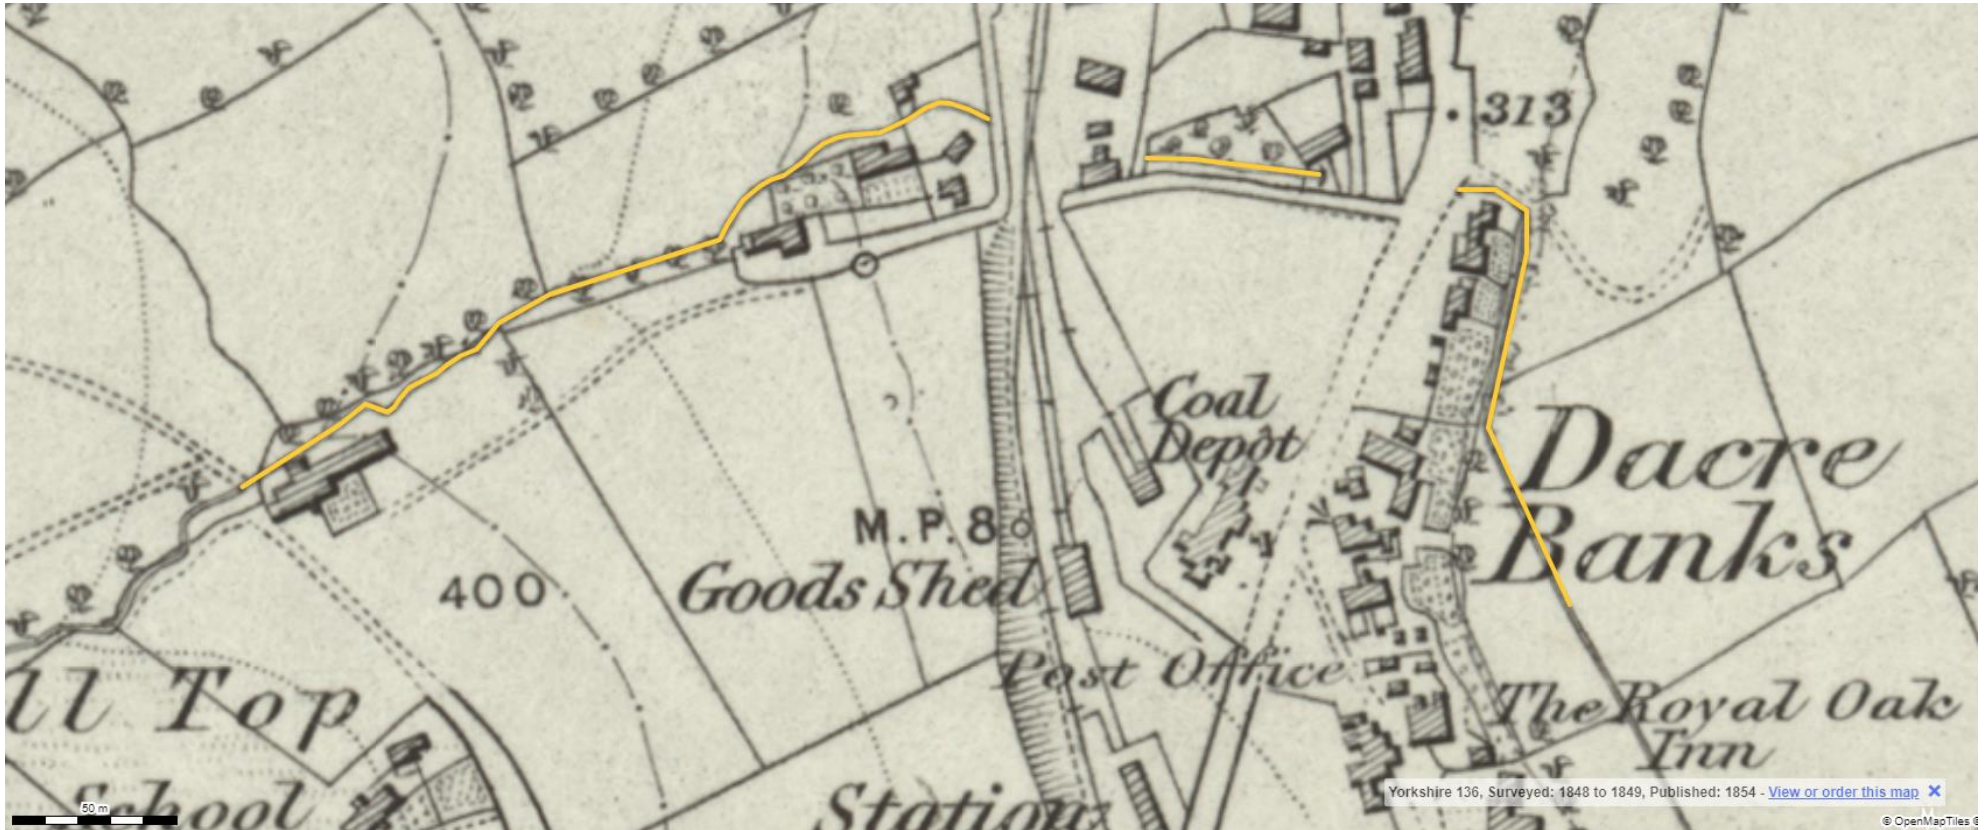 313
Coal
Depôt
Dacre
Banks
M.P. 8
Goods Shed
400
Post Office
ll Top
The Royal Oak
Inn
School
Station
50 m
Yorkshire 136, Surveyed: 1848 to 1849, Published: 1854 - View or order this map ✕
© OpenMapTiles ©